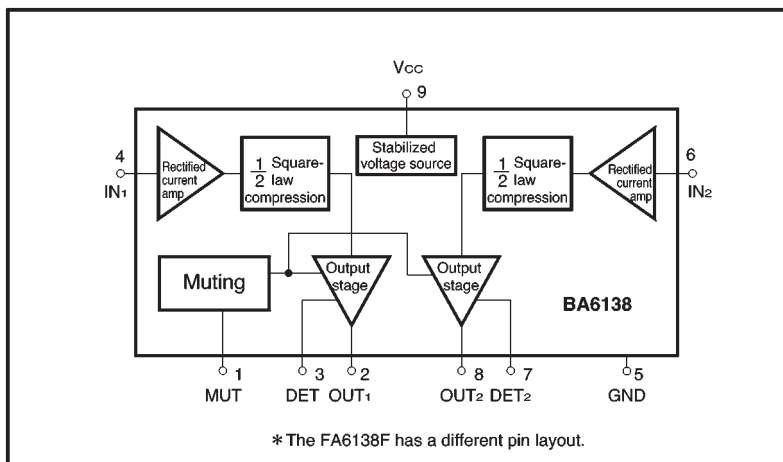 Vcc
9
4
IN1
Rectified
current
amp
1/2 Square-
law
compression
Stabilized
voltage source
1/2 Square-
law
compression
Rectified
current
amp
6
IN2
Muting
Output
stage
Output
stage
BA6138
1
MUT
3
DET
2
OUT1
8
OUT2
7
DET2
5
GND
* The FA6138F has a different pin layout.